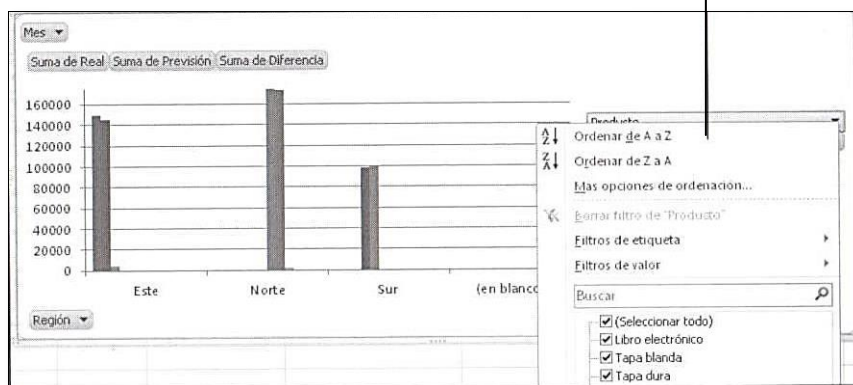 Mes
Suma de Real Suma de Previsión Suma de Diferencia
160000
140000
120000
100000
80000
60000
40000
20000
0
Este Norte Sur (en blanco
Región
Producto
Ordenar de A a Z
Ordenar de Z a A
Mas opciones de ordenación...
Borrar filtro de "Producto"
Filtros de etiqueta
Filtros de valor
Buscar
(Seleccionar todo)
Libro electrónico
Tapa blanda
Tapa dura